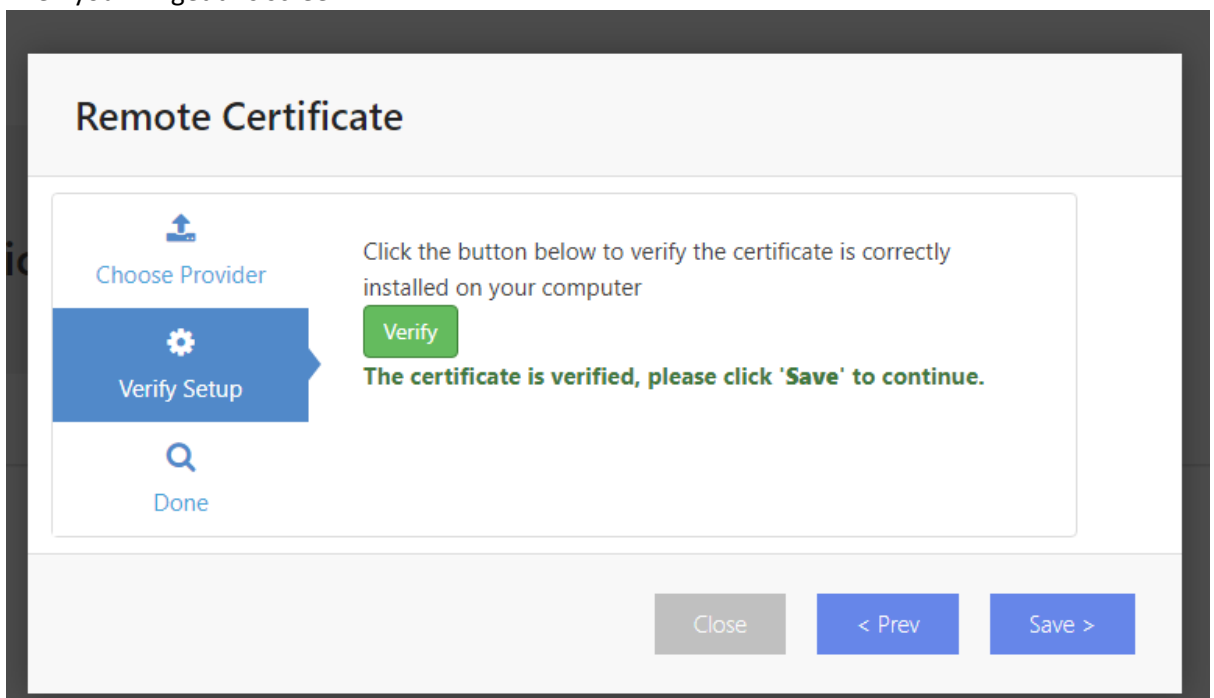 Remote Certificate
Choose Provider
Click the button below to verify the certificate is correctly
installed on your computer
Verify
Verify Setup
The certificate is verified, please click 'Save' to continue.
Done
Close
< Prev
Save >